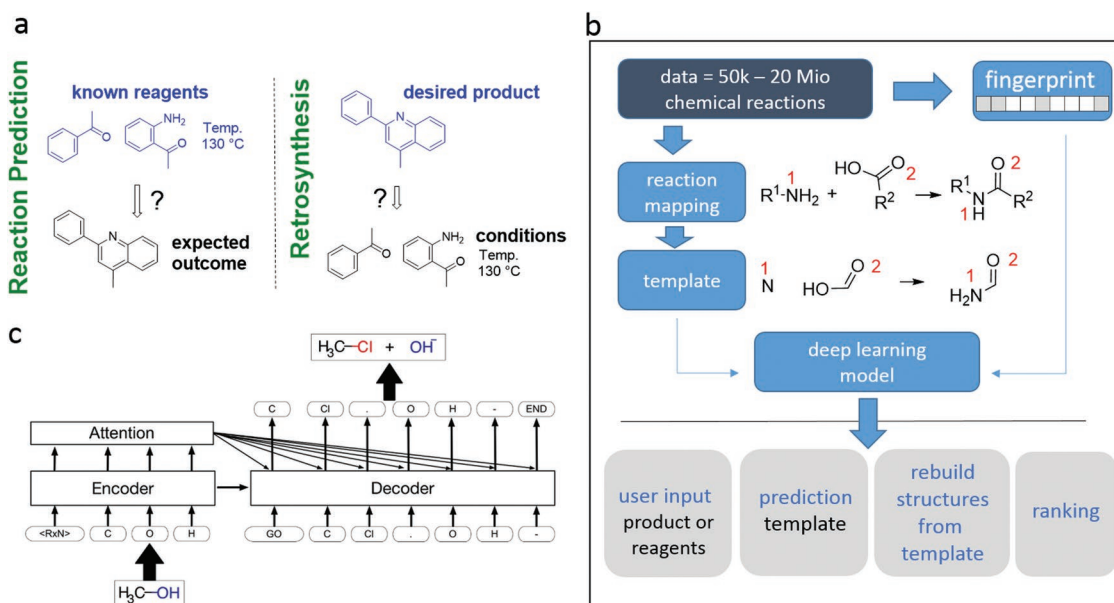 a
Reaction Prediction
known reagents
O
NH2
O
Temp.
130 °C
?
N
expected
outcome
Retrosynthesis
desired product
N
?
O
NH2
O
conditions
Temp.
130 °C
b
data = 50k – 20 Mio
chemical reactions
fingerprint
reaction
mapping
1
R1-NH2 + HO O 2 R2
R1 N H 1 O 2 R2
template
1
N
HO O 2
1 H2N O 2
deep learning
model
user input
product or
reagents
prediction
template
rebuild
structures
from
template
ranking
c
H3C-Cl + OH-
C Cl . O H - END
Attention
Encoder
Decoder
<RxN> C O H
GO C Cl . O H -
H3C-OH